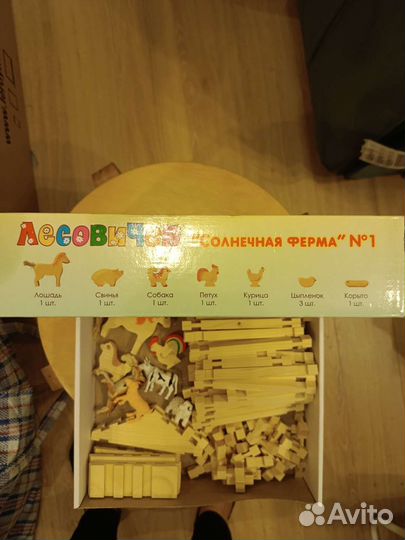 Лесовичок "СОЛНЕЧНАЯ ФЕРМА" №1
Лошадь Свинья Собака Петух Курица Цыпленок Корыто
1 шт. 1 шт. 1 шт. 1 шт. 1 шт. 3 шт. 1 шт.
Avito